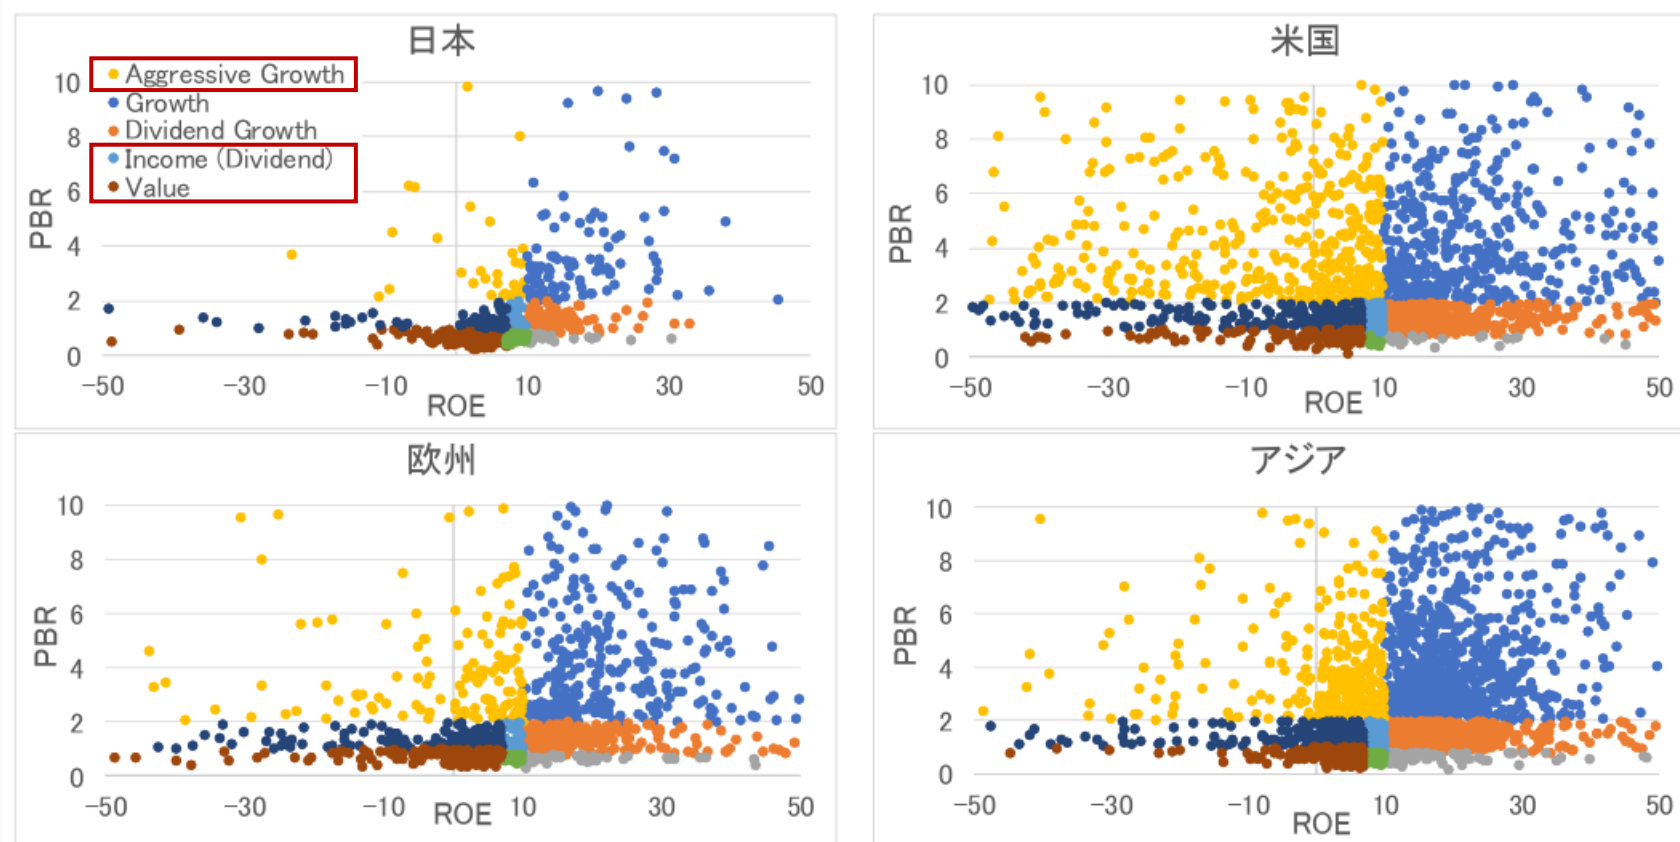 日本
Aggressive Growth
Growth
Dividend Growth
Income (Dividend)
Value
10
8
6
4
2
0
PBR
-50 -30 -10 10 30 50
ROE
米国
10
8
6
4
2
0
PBR
-50 -30 -10 10 30 50
ROE
欧州
10
8
6
4
2
0
PBR
-50 -30 -10 10 30 50
ROE
アジア
10
8
6
4
2
0
PBR
-50 -30 -10 10 30 50
ROE